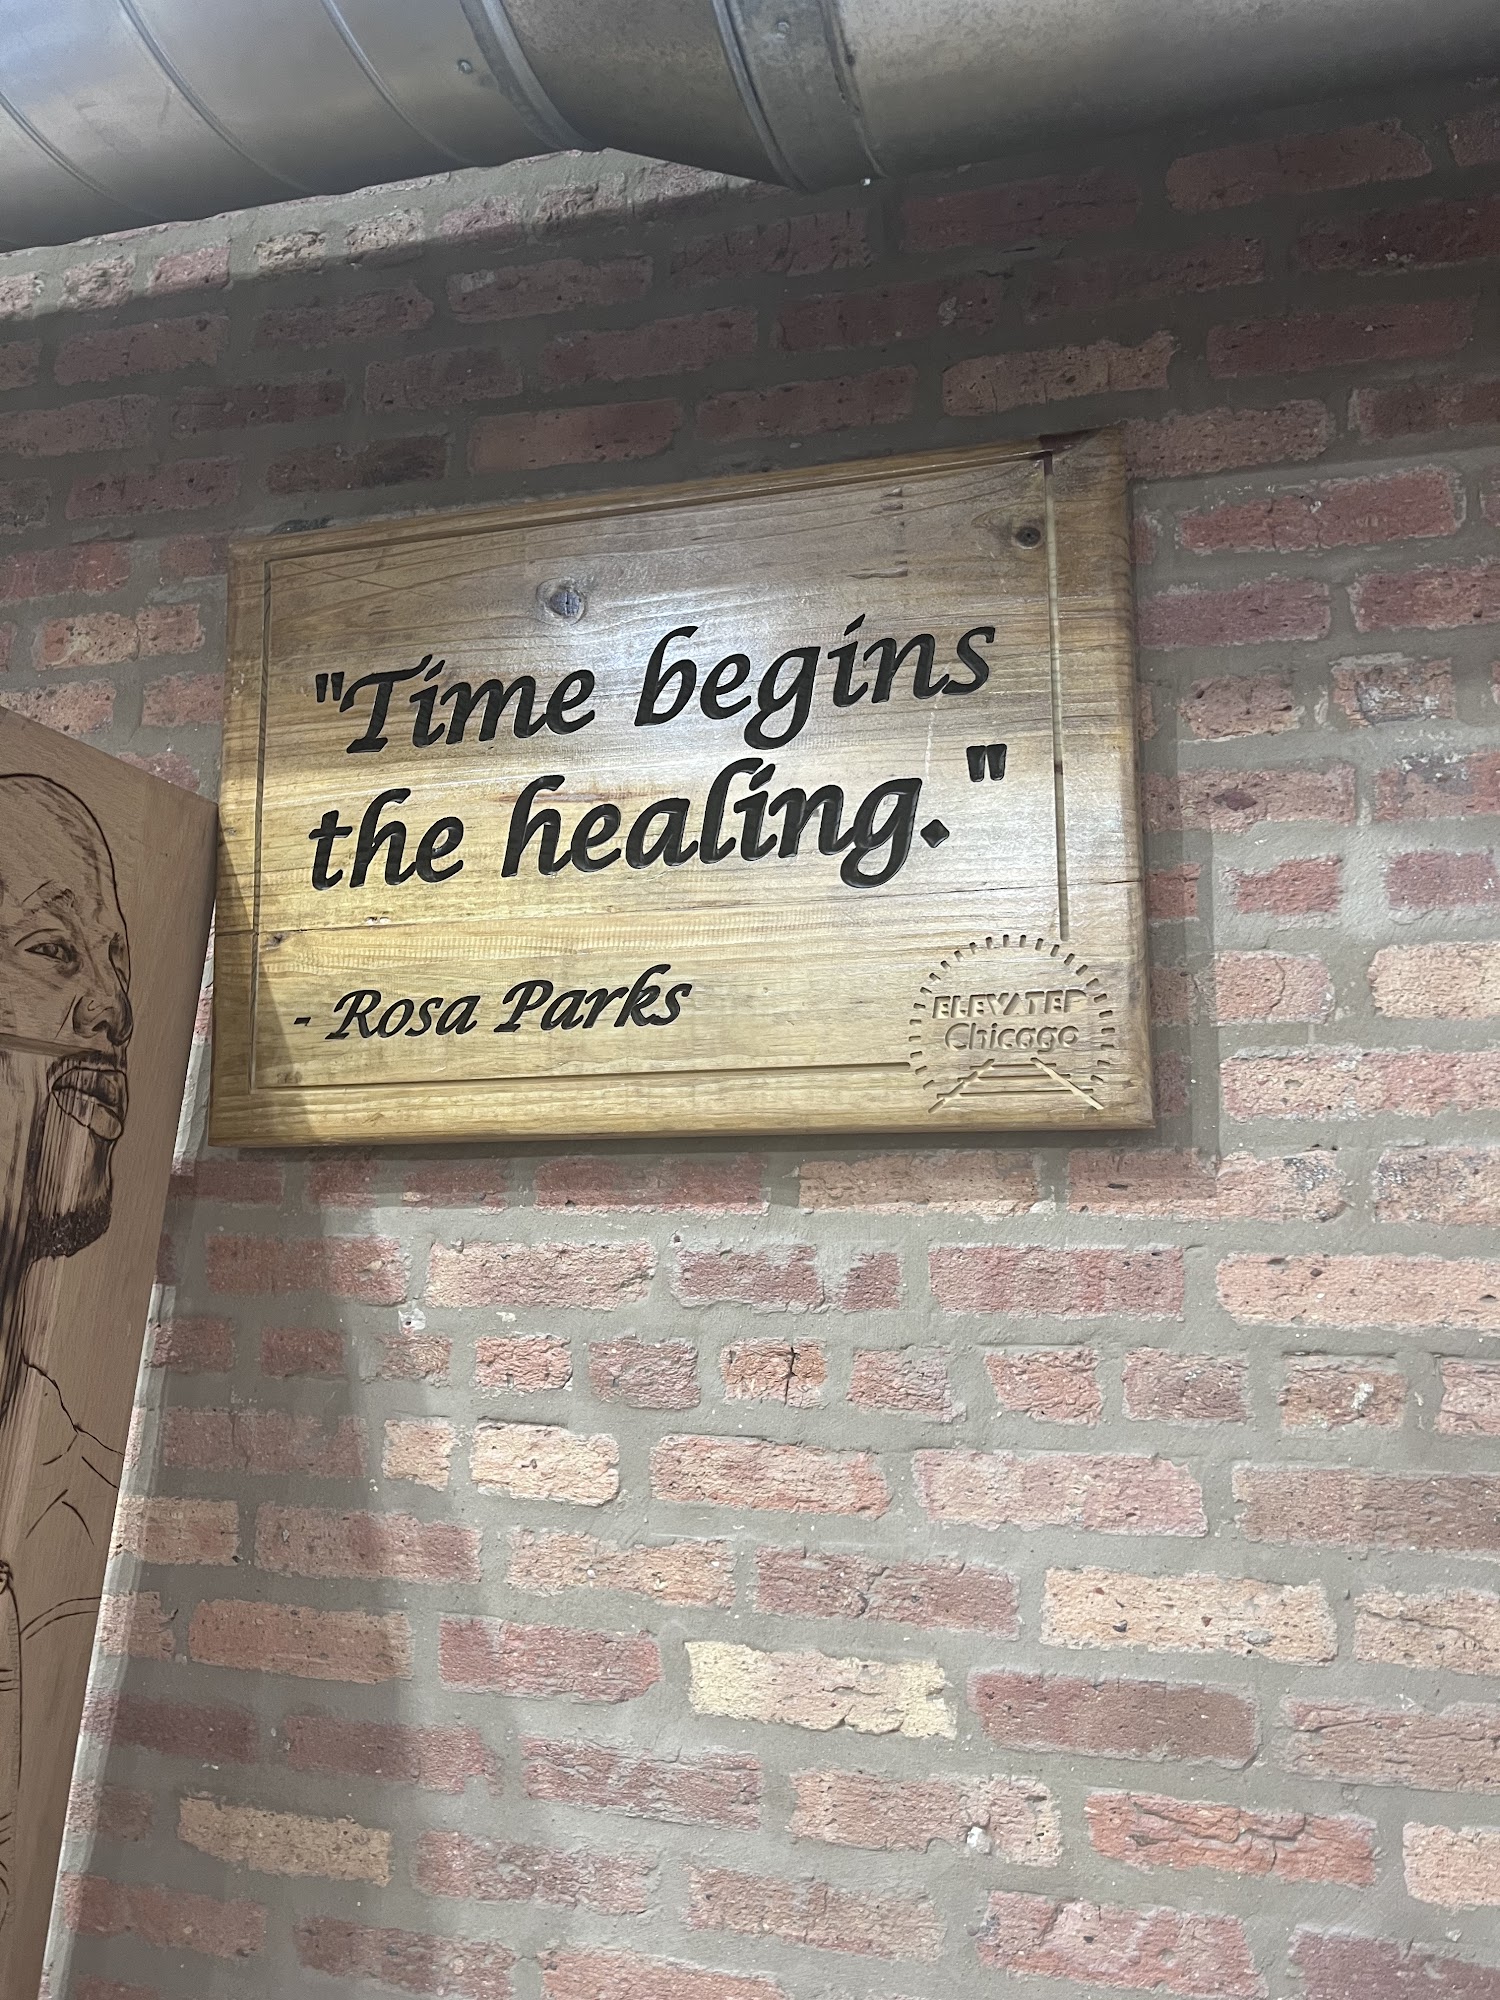 "Time begins
the healing."
- Rosa Parks
ELEVATED
Chicago